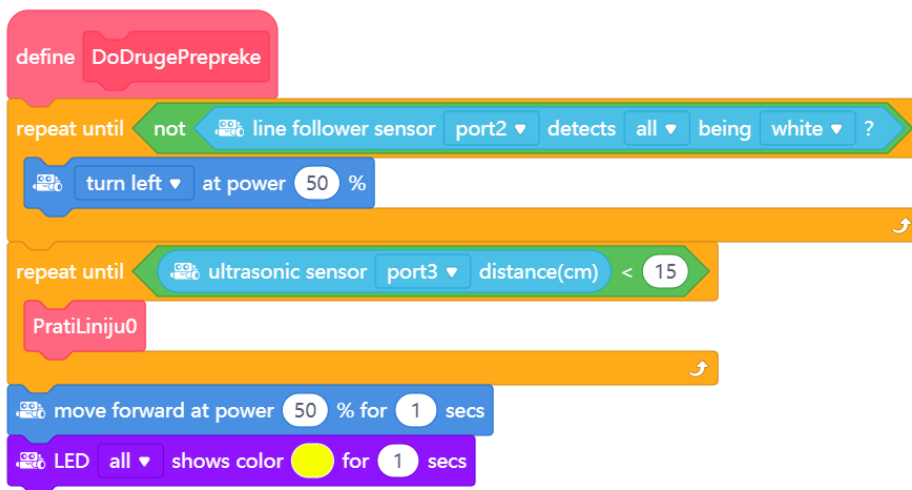 define DoDrugePrepreke
repeat until not line follower sensor port2 detects all being white ?
turn left at power 50 %
repeat until ultrasonic sensor port3 distance(cm) < 15
PratiLiniju0
move forward at power 50 % for 1 secs
LED all shows color for 1 secs